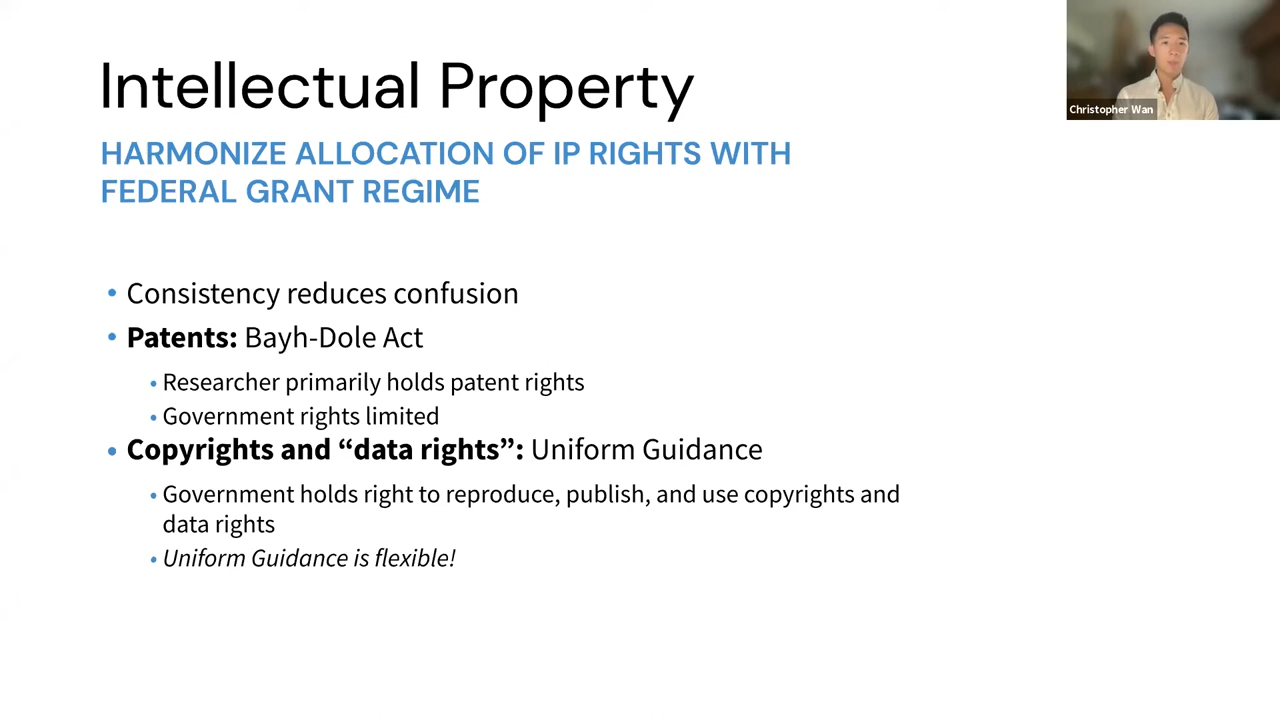 Intellectual Property
HARMONIZE ALLOCATION OF IP RIGHTS WITH
FEDERAL GRANT REGIME
• Consistency reduces confusion
• Patents: Bayh-Dole Act
• Researcher primarily holds patent rights
• Government rights limited
• Copyrights and “data rights”: Uniform Guidance
• Government holds right to reproduce, publish, and use copyrights and
data rights
• Uniform Guidance is flexible!
Christopher Wan